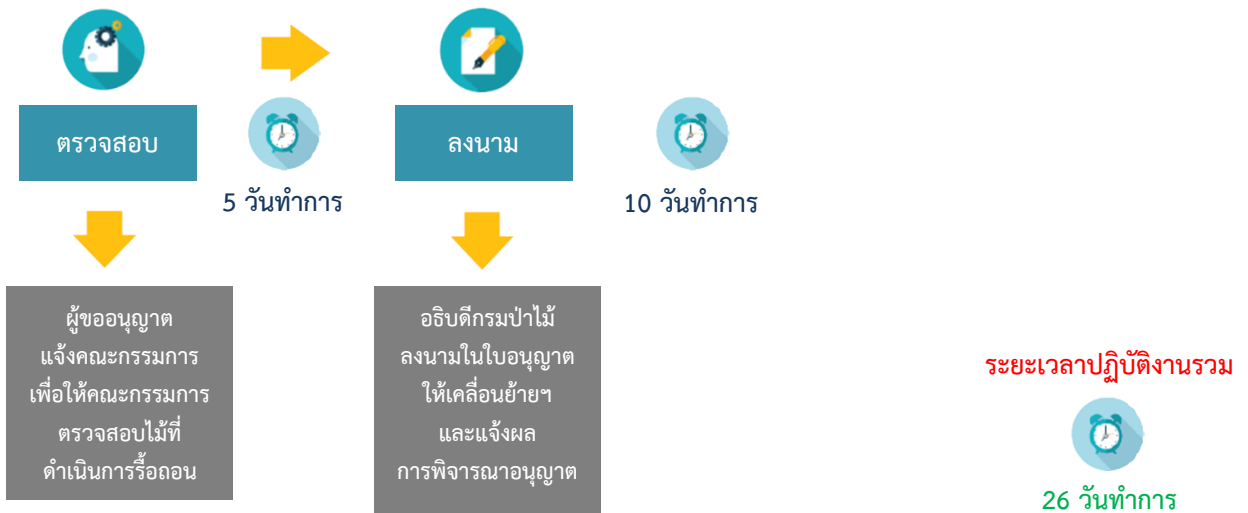 ตรวจสอบ
5 วันทำการ
ผู้ขออนุญาต
แจ้งคณะกรรมการ
เพื่อให้คณะกรรมการ
ตรวจสอบไม้ที่
ดำเนินการรื้อถอน
ลงนาม
10 วันทำการ
อธิบดีกรมป่าไม้
ลงนามในใบอนุญาต
ให้เคลื่อนย้ายฯ
และแจ้งผล
การพิจารณาอนุญาต
ระยะเวลาปฏิบัติงานรวม
26 วันทำการ